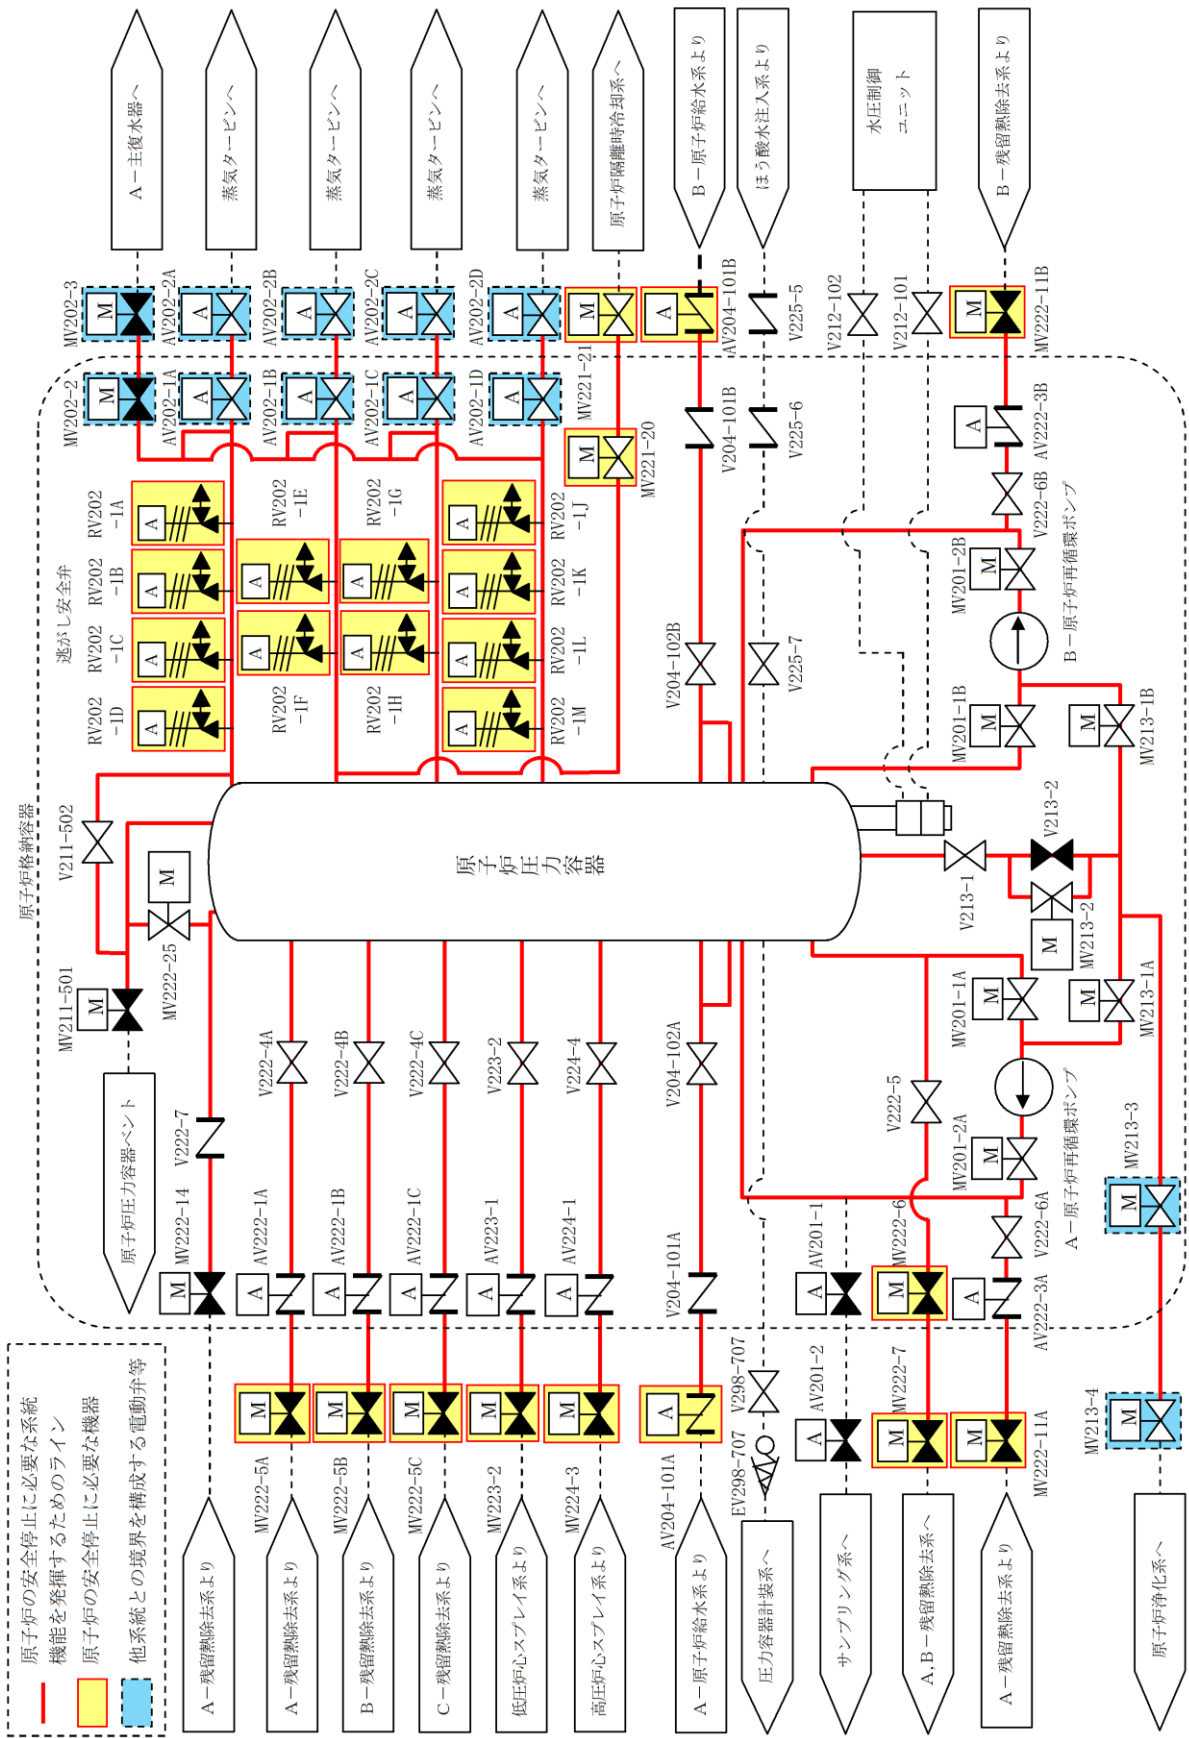 原子炉の安全停止に必要な系統
機能を発揮するためのライン
原子炉の安全停止に必要な機器
他系統との境界を構成する電動弁等
A－残留熱除去系より
A－残留熱除去系より
B－残留熱除去系より
C－残留熱除去系より
低圧炉心スプレイ系より
高圧炉心スプレイ系より
A－原子炉給水系より
圧力容器計装系へ
サンプリング系へ
A,B－残留熱除去系へ
A－残留熱除去系より
原子炉浄化系へ
MV222-5A
M
MV222-5B
M
MV222-5C
M
MV223-2
M
MV224-3
M
AV204-101A
A
EV298-707
V298-707
AV201-2
A
MV222-7
M
MV222-11A
M
MV213-4
M
原子炉格納容器
原子炉圧力容器ベント
MV211-501
M
V211-502
MV222-25
M
MV222-14
M
V222-7
AV222-1A
A
AV222-1B
A
AV222-1C
A
AV223-1
A
AV224-1
A
V204-101A
AV201-1
A
MV222-6
M
AV222-3A
A
V222-6A
MV213-3
M
V222-4A
V222-4B
V222-4C
V223-2
V224-4
V204-102A
V222-5
MV201-2A
M
A－原子炉再循環ポンプ
MV201-1A
M
MV213-1A
M
原子炉圧力容器
V213-1
V213-2
MV213-2
M
MV201-1B
M
MV213-1B
M
B－原子炉再循環ポンプ
MV201-2B
M
V222-6B
AV222-3B
A
逃がし安全弁
RV202
-1D
A
RV202
-1C
A
RV202
-1B
A
RV202
-1A
A
RV202
-1F
A
RV202
-1E
A
RV202
-1H
A
RV202
-1G
A
RV202
-1M
A
RV202
-1L
A
RV202
-1K
A
RV202
-1J
A
V204-102B
V225-7
MV202-2
M
AV202-1A
A
AV202-1B
A
AV202-1C
A
AV202-1D
A
MV221-20
M
V204-101B
V225-6
MV202-3
M
AV202-2A
A
AV202-2B
A
AV202-2C
A
AV202-2D
A
MV221-21
M
AV204-101B
A
V225-5
V212-102
V212-101
MV222-11B
M
A－主復水器へ
蒸気タービンへ
蒸気タービンへ
蒸気タービンへ
蒸気タービンへ
原子炉隔離時冷却系へ
B－原子炉給水系より
ほう酸水注入系より
水圧制御
ユニット
B－残留熱除去系より